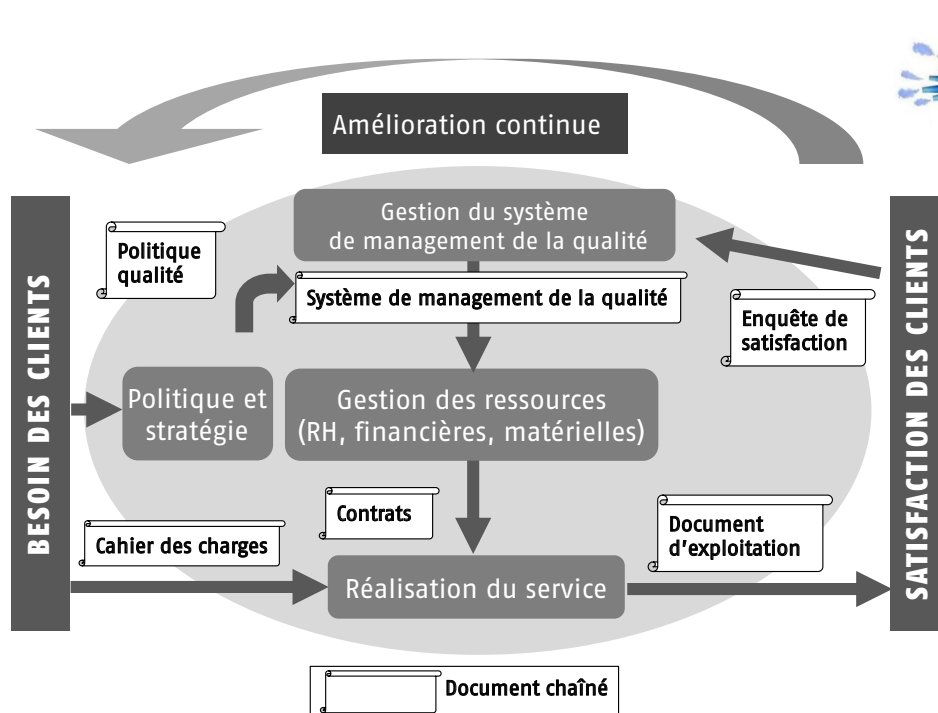 Amélioration continue
Gestion du système
de management de la qualité
Politique
qualité
Système de management de la qualité
Enquête de
satisfaction
BESOIN DES CLIENTS
SATISFACTION DES CLIENTS
Politique et
stratégie
Gestion des ressources
(RH, financières, matérielles)
Contrats
Cahier des charges
Document
d’exploitation
Réalisation du service
Document chaîné